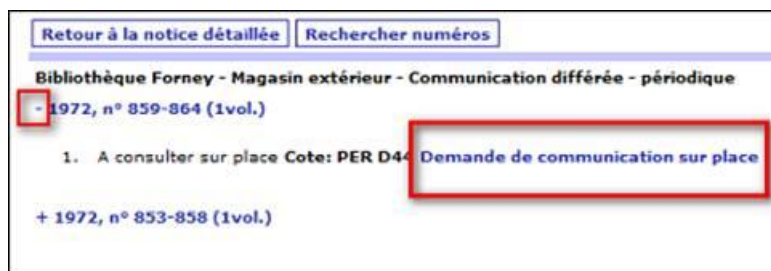 Retour à la notice détaillée Rechercher numéros
Bibliothèque Forney - Magasin extérieur - Communication différée - périodique
- 1972, n° 859-864 (1vol.)
1. A consulter sur place Cote: PER D44 Demande de communication sur place
+ 1972, n° 853-858 (1vol.)